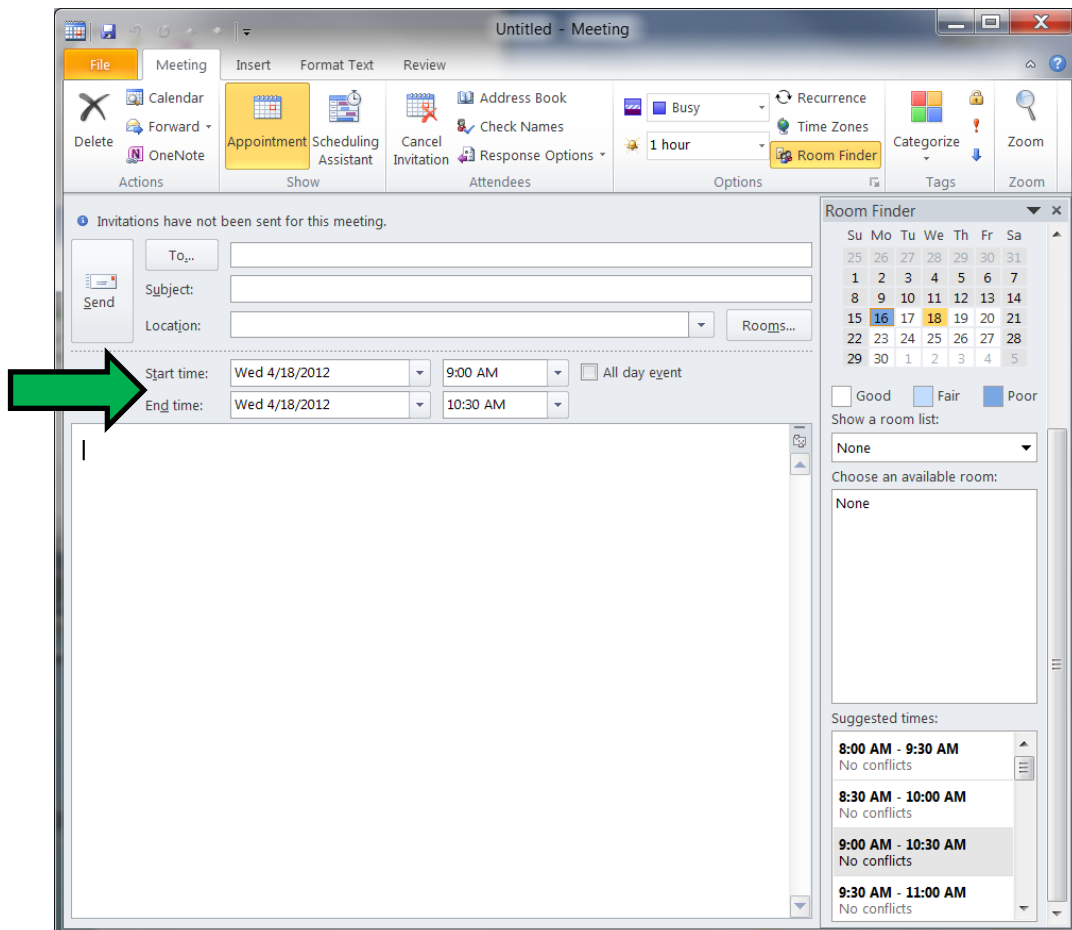 Untitled - Meeting
File Meeting Insert Format Text Review
Delete
Calendar
Forward
OneNote
Actions
Appointment
Scheduling Assistant
Show
Cancel Invitation
Address Book
Check Names
Response Options
Attendees
Busy
1 hour
Recurrence
Time Zones
Room Finder
Options
Categorize
Tags
Zoom
Zoom
Invitations have not been sent for this meeting.
Send
To...
Subject:
Location:
Rooms...
Start time: Wed 4/18/2012 9:00 AM All day event
End time: Wed 4/18/2012 10:30 AM
Room Finder
Su Mo Tu We Th Fr Sa
25 26 27 28 29 30 31
1 2 3 4 5 6 7
8 9 10 11 12 13 14
15 16 17 18 19 20 21
22 23 24 25 26 27 28
29 30 1 2 3 4 5
Good Fair Poor
Show a room list:
None
Choose an available room:
None
Suggested times:
8:00 AM - 9:30 AM
No conflicts
8:30 AM - 10:00 AM
No conflicts
9:00 AM - 10:30 AM
No conflicts
9:30 AM - 11:00 AM
No conflicts